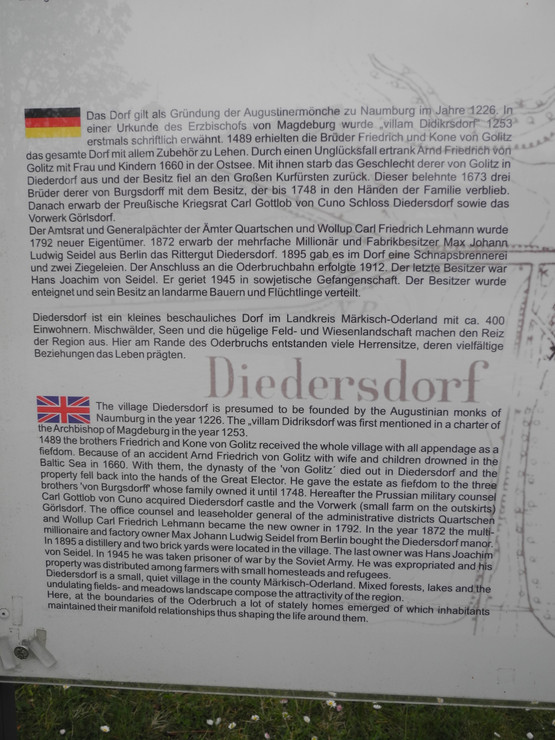 Das Dorf gilt als Gründung der Augustinermönche zu Naumburg im Jahre 1226. In
einer Urkunde des Erzbischofs von Magdeburg wurde „villam Didikrsdorf" 1253
erstmals schriftlich erwähnt. 1489 erhielten die Brüder Friedrich und Kone von Golitz
das gesamte Dorf mit allem Zubehör zu Lehen. Durch einen Unglücksfall ertrank Arnd Friedrich von
Golitz mit Frau und Kindern 1660 in der Ostsee. Mit ihnen starb das Geschlecht derer von Golitz in
Diederdorf aus und der Besitz fiel an den Großen Kurfürsten zurück. Dieser belehnte 1673 drei
Brüder derer von Burgsdorff mit dem Besitz, der bis 1748 in den Händen der Familie verblieb.
Danach erwarb der Preußische Kriegsrat Carl Gottlob von Cuno Schloss Diedersdorf sowie das
Vorwerk Görlsdorf.
Der Amtsrat und Generalpächter der Ämter Quartschen und Wollup Carl Friedrich Lehmann wurde
1792 neuer Eigentümer. 1872 erwarb der mehrfache Millionär und Fabrikbesitzer Max Johann
Ludwig Seidel aus Berlin das Rittergut Diedersdorf. 1895 gab es im Dorf eine Schnapsbrennerei
und zwei Ziegeleien. Der Anschluss an die Oderbruchbahn erfolgte 1912. Der letzte Besitzer war
Hans Joachim von Seidel. Er geriet 1945 in sowjetische Gefangenschaft. Der Besitzer wurde
enteignet und sein Besitz an landarme Bauern und Flüchtlinge verteilt.
Diedersdorf ist ein kleines beschauliches Dorf im Landkreis Märkisch-Oderland mit ca. 400
Einwohnern. Mischwälder, Seen und die hügelige Feld- und Wiesenlandschaft machen den Reiz
der Region aus. Hier am Rande des Oderbruchs entstanden viele Herrensitze, deren vielfältige
Beziehungen das Leben prägten.
Diedersdorf
The village Diedersdorf is presumed to be founded by the Augustinian monks of
Naumburg in the year 1226. The „villam Didriksdorf was first mentioned in a charter of
the Archbishop of Magdeburg in the year 1253.
1489 the brothers Friedrich and Kone von Golitz received the whole village with all appendage as a
fiefdom. Because of an accident Arnd Friedrich von Golitz with wife and children drowned in the
Baltic Sea in 1660. With them, the dynasty of the 'von Golitz´ died out in Diedersdorf and the
property fell back into the hands of the Great Elector. He gave the estate as fiefdom to the three
brothers 'von Burgsdorff' whose family owned it until 1748. Hereafter the Prussian military counsel
Carl Gottlob von Cuno acquired Diedersdorf castle and the Vorwerk (small farm on the outskirts)
Görlsdorf. The office counsel and leaseholder general of the administrative districts Quartschen
and Wollup Carl Friedrich Lehmann became the new owner in 1792. In the year 1872 the multi-
millionaire and factory owner Max Johann Ludwig Seidel from Berlin bought the Diedersdorf manor.
In 1895 a distillery and two brick yards were located in the village. The last owner was Hans Joachim
von Seidel. In 1945 he was taken prisoner of war by the Soviet Army. He was expropriated and his
property was distributed among farmers with small homesteads and refugees.
Diedersdorf is a small, quiet village in the county Märkisch-Oderland. Mixed forests, lakes and the
undulating fields- and meadows landscape compose the attractivity of the region.
Here, at the boundaries of the Oderbruch a lot of stately homes emerged of which inhabitants
maintained their manifold relationships thus shaping the life around them.